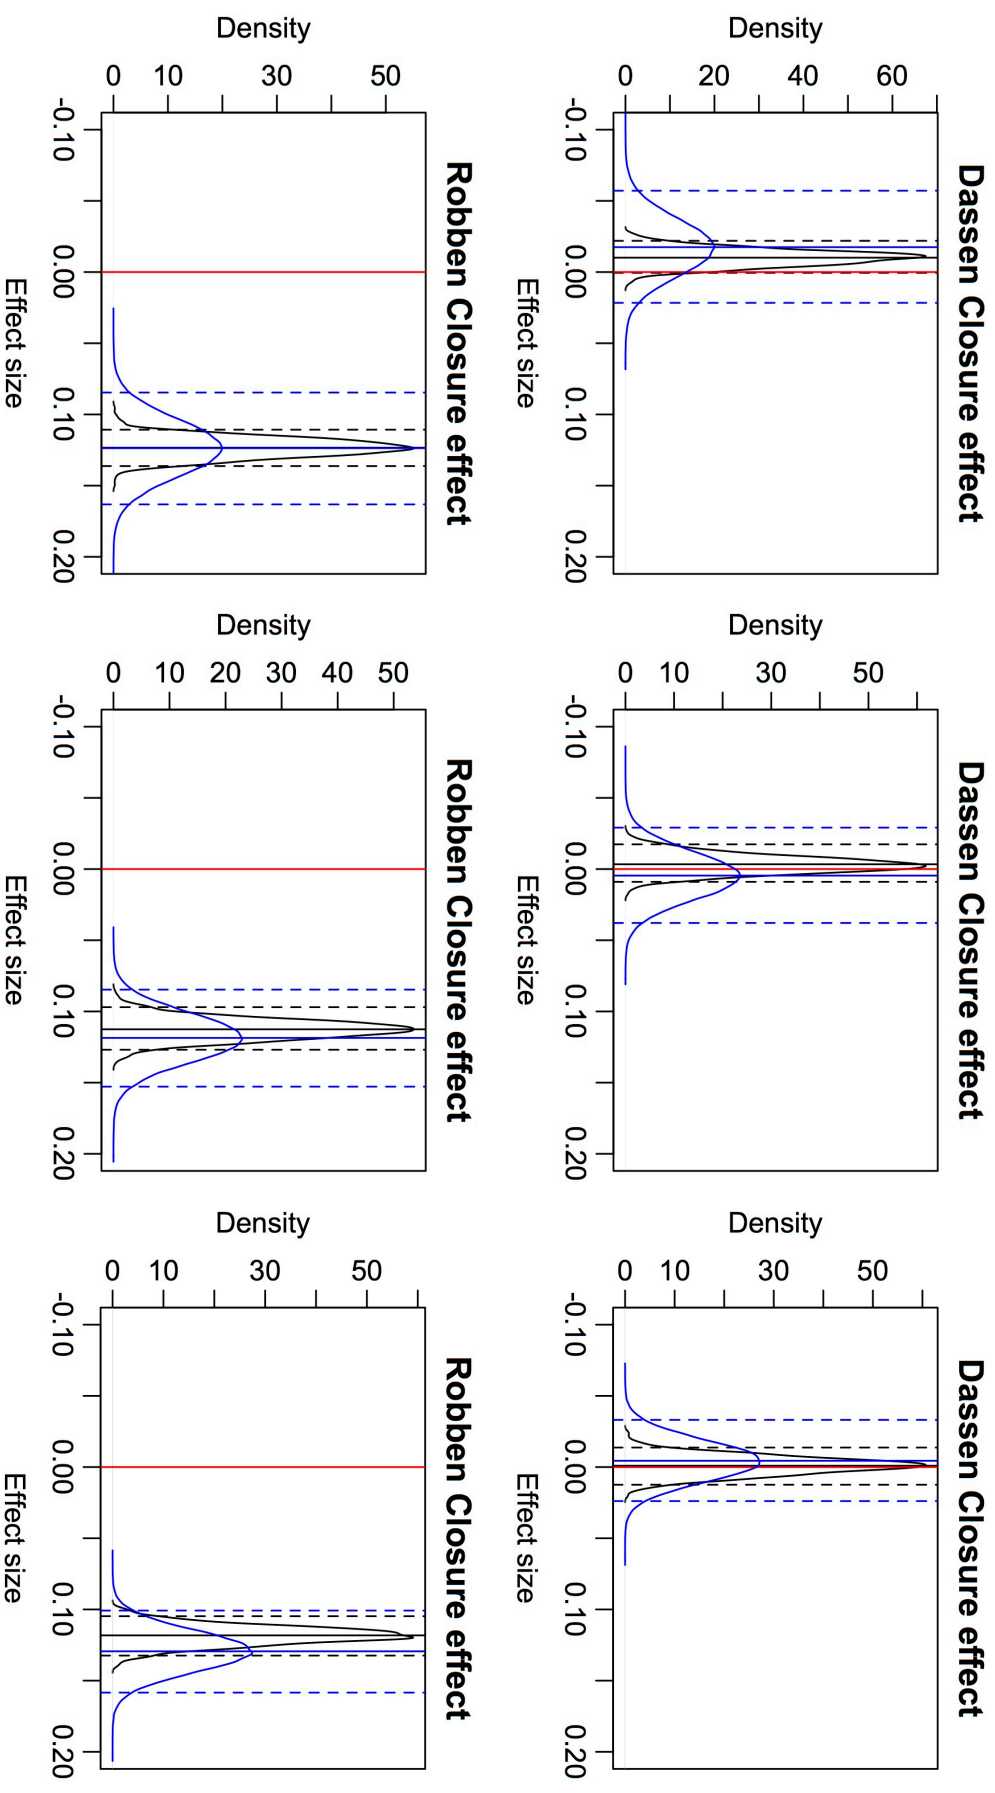 Dassen Closure effect
Density
0 20 40 60
-0.10 0.00 0.10 0.20
Effect size
Dassen Closure effect
Density
0 10 30 50
-0.10 0.00 0.10 0.20
Effect size
Dassen Closure effect
Density
0 10 30 50
-0.10 0.00 0.10 0.20
Effect size
Robben Closure effect
Density
0 10 30 50
-0.10 0.00 0.10 0.20
Effect size
Robben Closure effect
Density
0 10 20 30 40 50
-0.10 0.00 0.10 0.20
Effect size
Robben Closure effect
Density
0 10 30 50
-0.10 0.00 0.10 0.20
Effect size